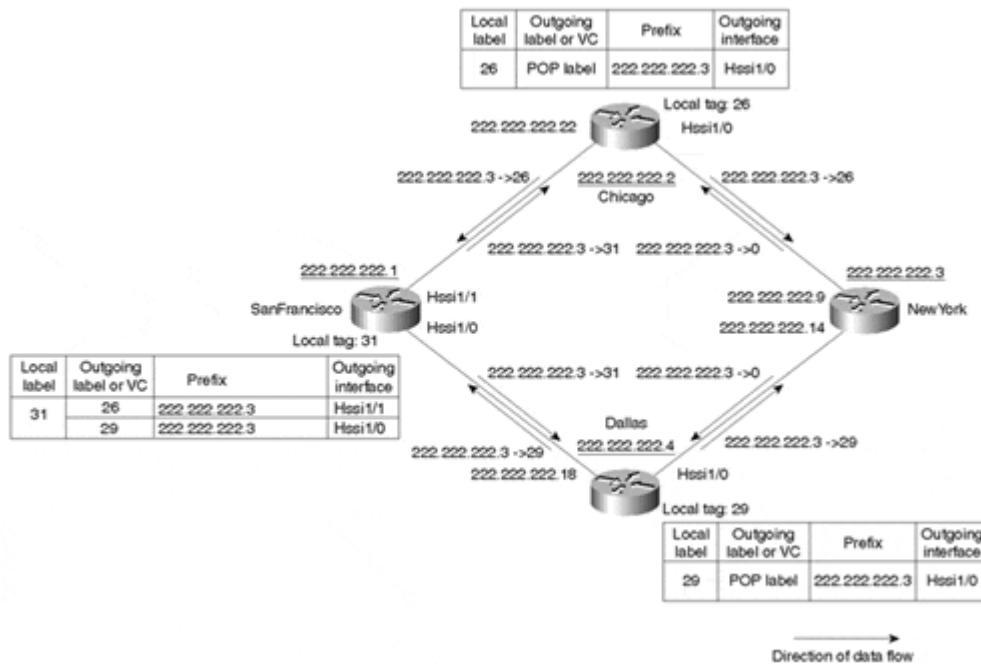 Local label Outgoing label or VC Prefix Outgoing interface
26 POP label 222.222.222.3 Hssi1/0
Local tag: 26
222.222.222.22 Hssi1/0
222.222.222.3 ->26 222.222.222.2 222.222.222.3 ->26
Chicago
222.222.222.3 ->31 222.222.222.3 ->0
222.222.222.1 222.222.222.3
Hssi1/1 222.222.222.9
SanFrancisco NewYork
Hssi1/0 222.222.222.14
Local tag: 31
Local label Outgoing label or VC Prefix Outgoing interface
31 26 222.222.222.3 Hssi1/1
29 222.222.222.3 Hssi1/0
222.222.222.3 ->31 222.222.222.3 ->0
Dallas
222.222.222.3 ->29 222.222.222.4 222.222.222.3 ->29
222.222.222.18 Hssi1/0
Local tag: 29
Local label Outgoing label or VC Prefix Outgoing interface
29 POP label 222.222.222.3 Hssi1/0
Direction of data flow